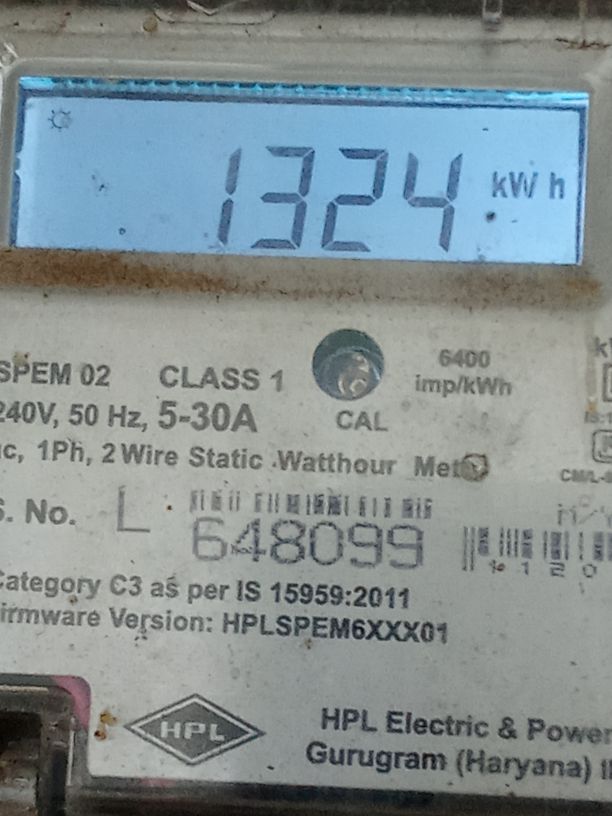 1324 kWh
6400
SPEM 02 CLASS 1 imp/kWh
240V, 50 Hz, 5-30A CAL
c, 1Ph, 2 Wire Static Watthour
S. No. L 648099
Category C3 as per IS 15959:2011
Firmware Version: HPLSPEM6XXX01
HPL
HPL Electric & Power
Gurugram (Haryana)